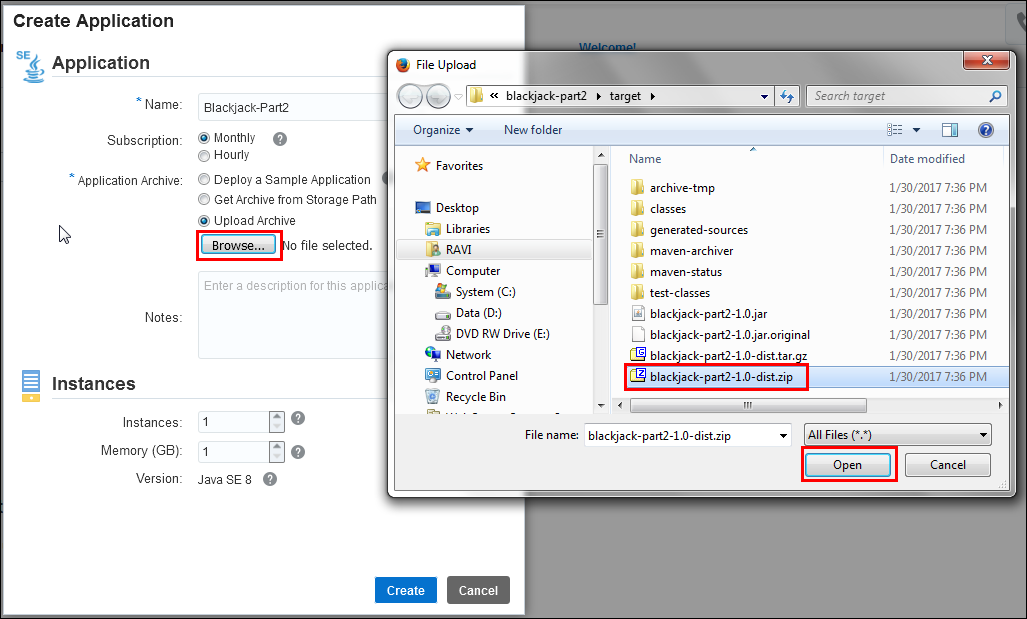 Create Application
SE
Application
* Name:
Blackjack-Part2
Subscription:
Monthly
?
Hourly
* Application Archive:
Deploy a Sample Application
Get Archive from Storage Path
Upload Archive
Browse...
No file selected.
Notes:
Enter a description for this applica
Instances
Instances:
1
?
Memory (GB):
1
?
Version:
Java SE 8
?
Create
Cancel
Welcome!
File Upload
« blackjack-part2
target
Search target
Organize
New folder
?
Favorites
Desktop
Libraries
RAVI
Computer
System (C:)
Data (D:)
DVD RW Drive (E:)
Network
Control Panel
Recycle Bin
Name
Date modified
archive-tmp 1/30/2017 7:36 PM
classes 1/30/2017 7:36 PM
generated-sources 1/30/2017 7:36 PM
maven-archiver 1/30/2017 7:36 PM
maven-status 1/30/2017 7:36 PM
test-classes 1/30/2017 7:36 PM
blackjack-part2-1.0.jar 1/30/2017 7:36 PM
blackjack-part2-1.0.jar.original 1/30/2017 7:36 PM
blackjack-part2-1.0-dist.tar.gz 1/30/2017 7:36 PM
blackjack-part2-1.0-dist.zip 1/30/2017 7:36 PM
File name:
blackjack-part2-1.0-dist.zip
All Files (*.*)
Open
Cancel